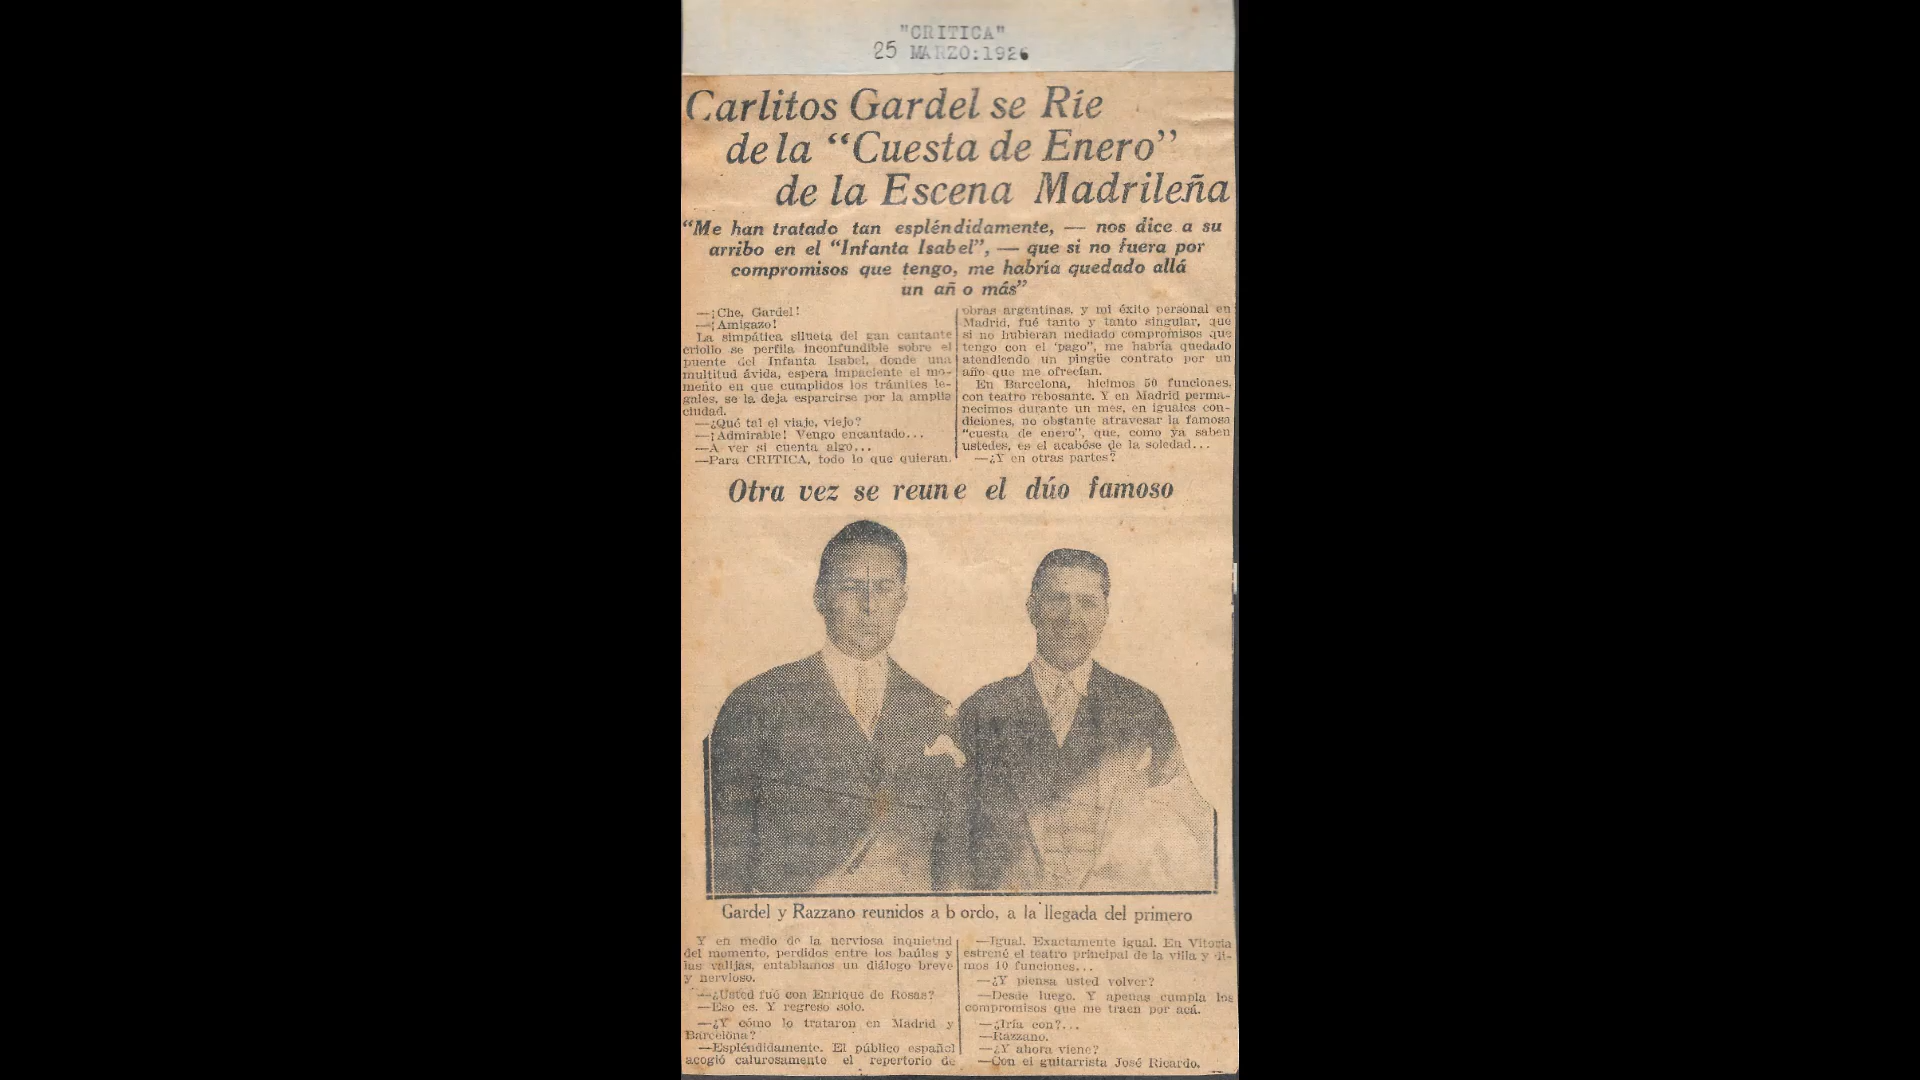 "CRITICA"
25 MARZO:1926
Carlitos Gardel se Ríe
de la “Cuesta de Enero”
de la Escena Madrileña
“Me han tratado tan espléndidamente, — nos dice a su
arribo en el “Infanta Isabel”, — que si no fuera por
compromisos que tengo, me habría quedado allá
un añ o más”
—¡Che, Gardel!
—¡Amigazo!
La simpática silueta del gan cantante
criollo se perfila inconfundible sobre el
puente del Infanta Isabel, donde una
multitud ávida, espera impaciente el mo-
mento en que cumplidos los trámites le-
gales, se la deja esparcirse por la amplia
ciudad.
—¿Qué tal el viaje, viejo?
—¡Admirable! Vengo encantado...
—A ver si cuenta algo...
—Para CRITICA, todo lo que quieran.
obras argentinas, y mi éxito personal en
Madrid, fué tanto y tanto singular, que
si no hubieran mediado compromisos que
tengo con el 'pago", me habría quedado
atendiendo un pingüe contrato por un
año que me ofrecían.
En Barcelona, hicimos 50 funciones,
con teatro rebosante. Y en Madrid perma-
necimos durante un mes, en iguales con-
diciones, no obstante atravesar la famosa
"cuesta de enero", que, como ya saben
ustedes, es el acabóse de la soledad...
—¿Y en otras partes?
Otra vez se reune el dúo famoso
Gardel y Razzano reunidos a b ordo, a la llegada del primero
Y en medio de la nerviosa inquietud
del momento, perdidos entre los baúles y
las valijas, entablamos un diálogo breve
y nervioso.
—¿Usted fué con Enrique de Rosas?
—Eso es. Y regreso solo.
—¿Y cómo lo trataron en Madrid y
Barcelona?
—Espléndidamente. El público español
acogió calurosamente el repertorio de
—Igual. Exactamente igual. En Vitoria
estrené el teatro principal de la villa y di-
mos 10 funciones...
—¿Y piensa usted volver?
—Desde luego. Y apenas cumpla los
compromisos que me traen por acá.
—¿Iría con?...
—Razzano.
—¿Y ahora viene?
—Con el guitarrista José Ricardo.